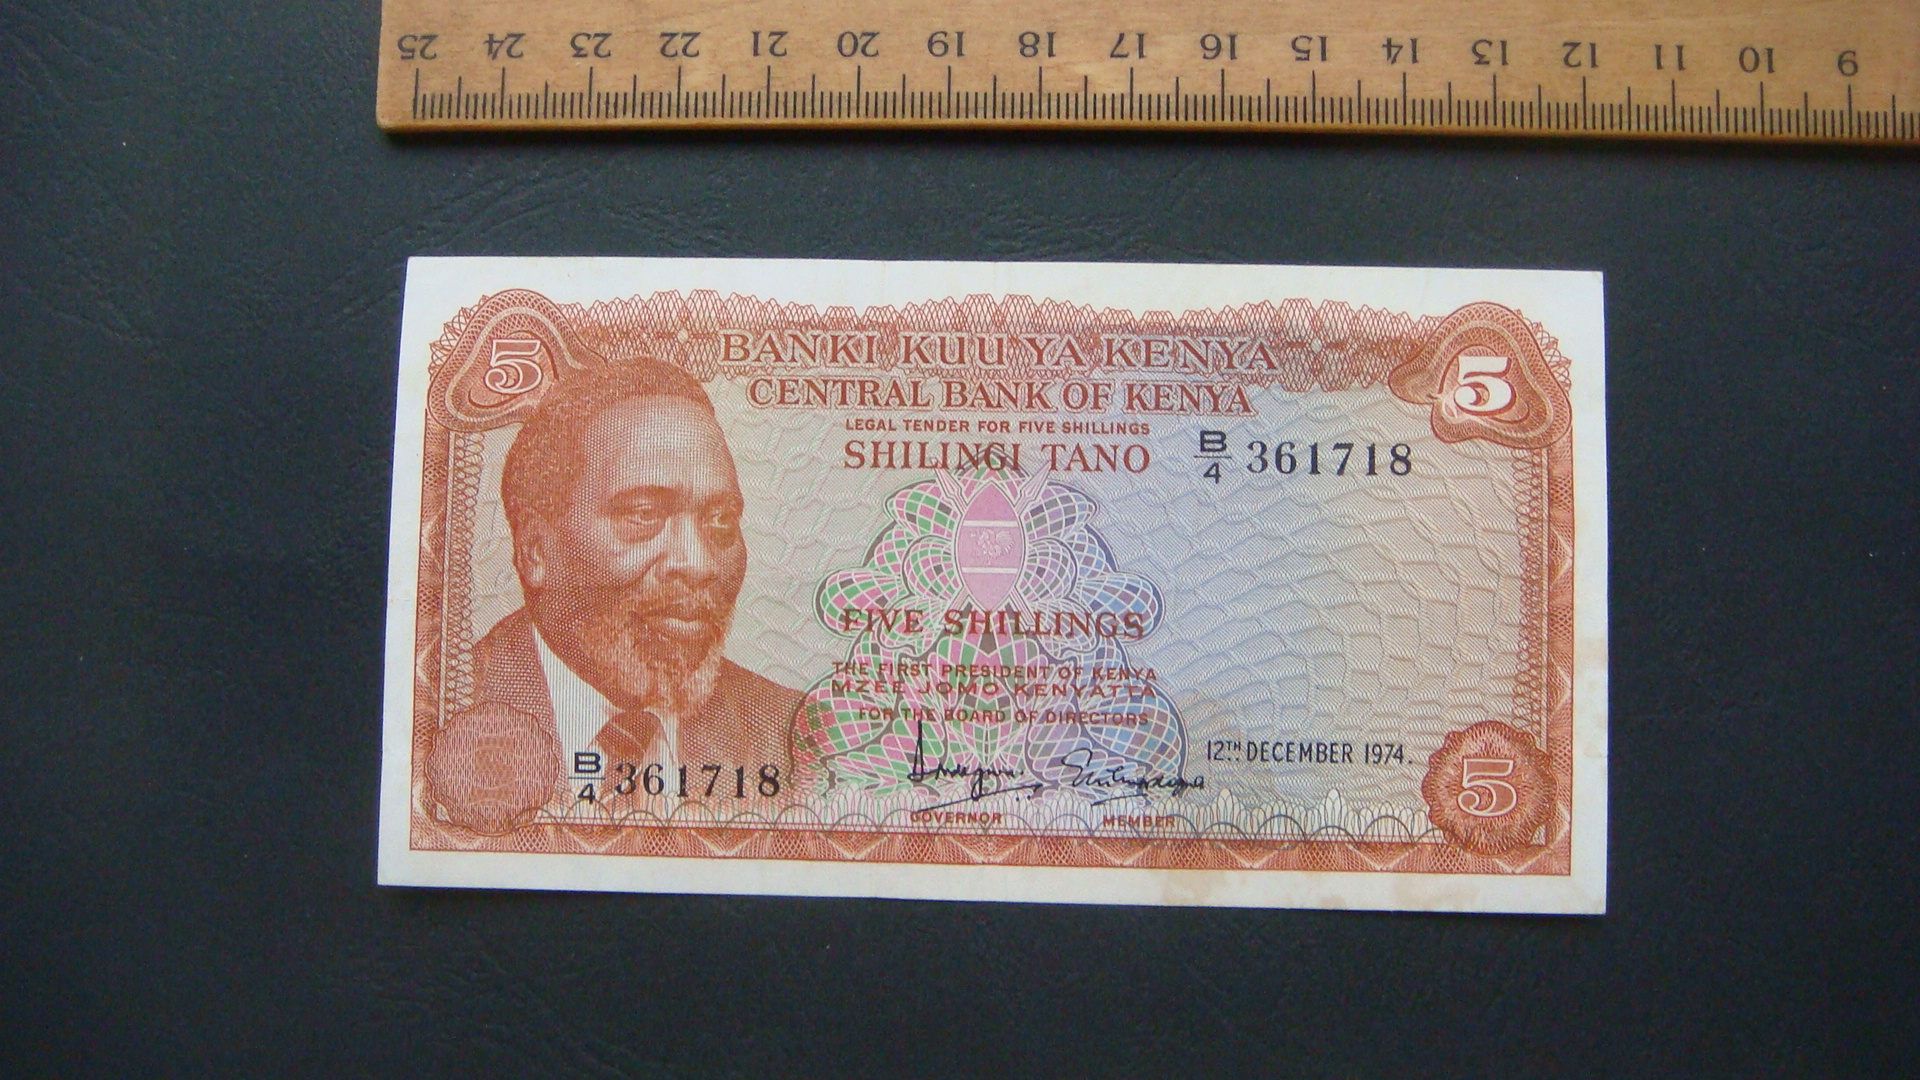 25 24 23 22 21 20 19 18 17 16 15 14 13 12 11 10 9
5
5
BANKI KUU YA KENYA
CENTRAL BANK OF KENYA
LEGAL TENDER FOR FIVE SHILLINGS
SHILINGI TANO
B/4 361718
FIVE SHILLINGS
THE FIRST PRESIDENT OF KENYA
MZEE JOMO KENYATTA
FOR THE BOARD OF DIRECTORS
12TH DECEMBER 1974.
B/4 361718
5
GOVERNOR MEMBER